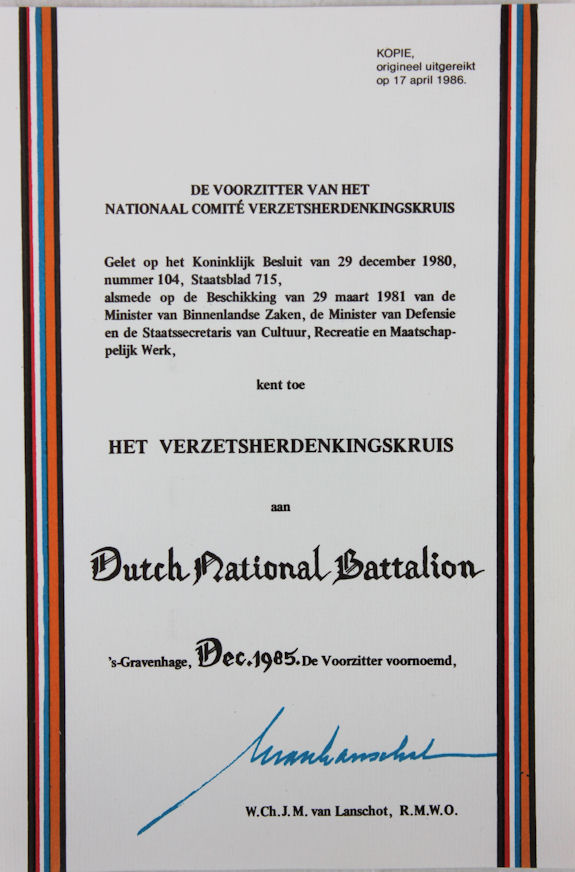 KOPIE,
origineel uitgereikt
op 17 april 1986.
DE VOORZITTER VAN HET
NATIONAAL COMITÉ VERZETSHERDENKINGSKRUIS
Gelet op het Koninklijk Besluit van 29 december 1980,
nummer 104, Staatsblad 715,
alsmede op de Beschikking van 29 maart 1981 van de
Minister van Binnenlandse Zaken, de Minister van Defensie
en de Staatssecretaris van Cultuur, Recreatie en Maatschap-
pelijk Werk,
kent toe
HET VERZETSHERDENKINGSKRUIS
aan
Dutch National Battalion
's-Gravenhage, Dec. 1985. De Voorzitter voornoemd,
W.Ch.J.M. van Lanschot, R.M.W.O.